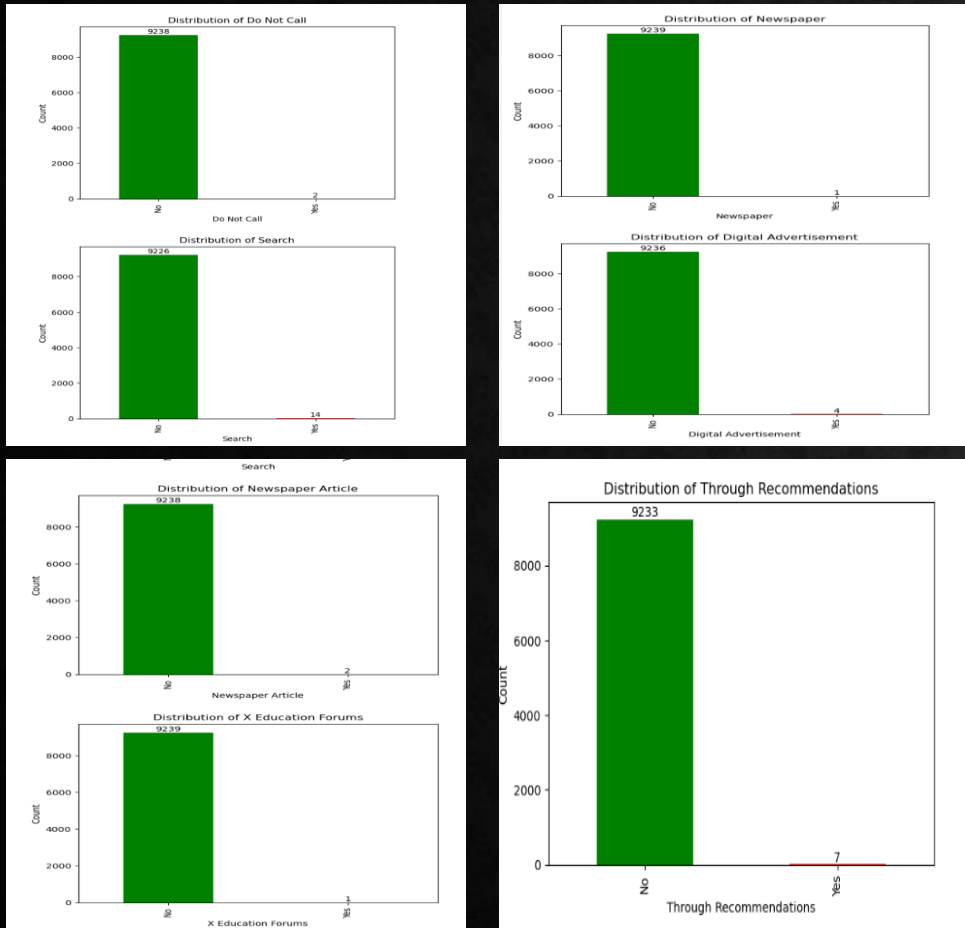 Distribution of Do Not Call
9238
8000
6000
Count
4000
2000
2
0
No
Yes
Do Not Call
Distribution of Search
9226
8000
6000
Count
4000
2000
14
0
No
Yes
Search
Distribution of Newspaper
9239
8000
6000
Count
4000
2000
1
0
No
Yes
Newspaper
Distribution of Digital Advertisement
9236
8000
6000
Count
4000
2000
4
0
No
Yes
Digital Advertisement
Search
Distribution of Newspaper Article
9238
8000
6000
Count
4000
2000
2
0
No
Yes
Newspaper Article
Distribution of X Education Forums
9239
8000
6000
Count
4000
2000
1
0
No
Yes
X Education Forums
Distribution of Through Recommendations
9233
8000
6000
Count
4000
2000
7
0
No
Yes
Through Recommendations